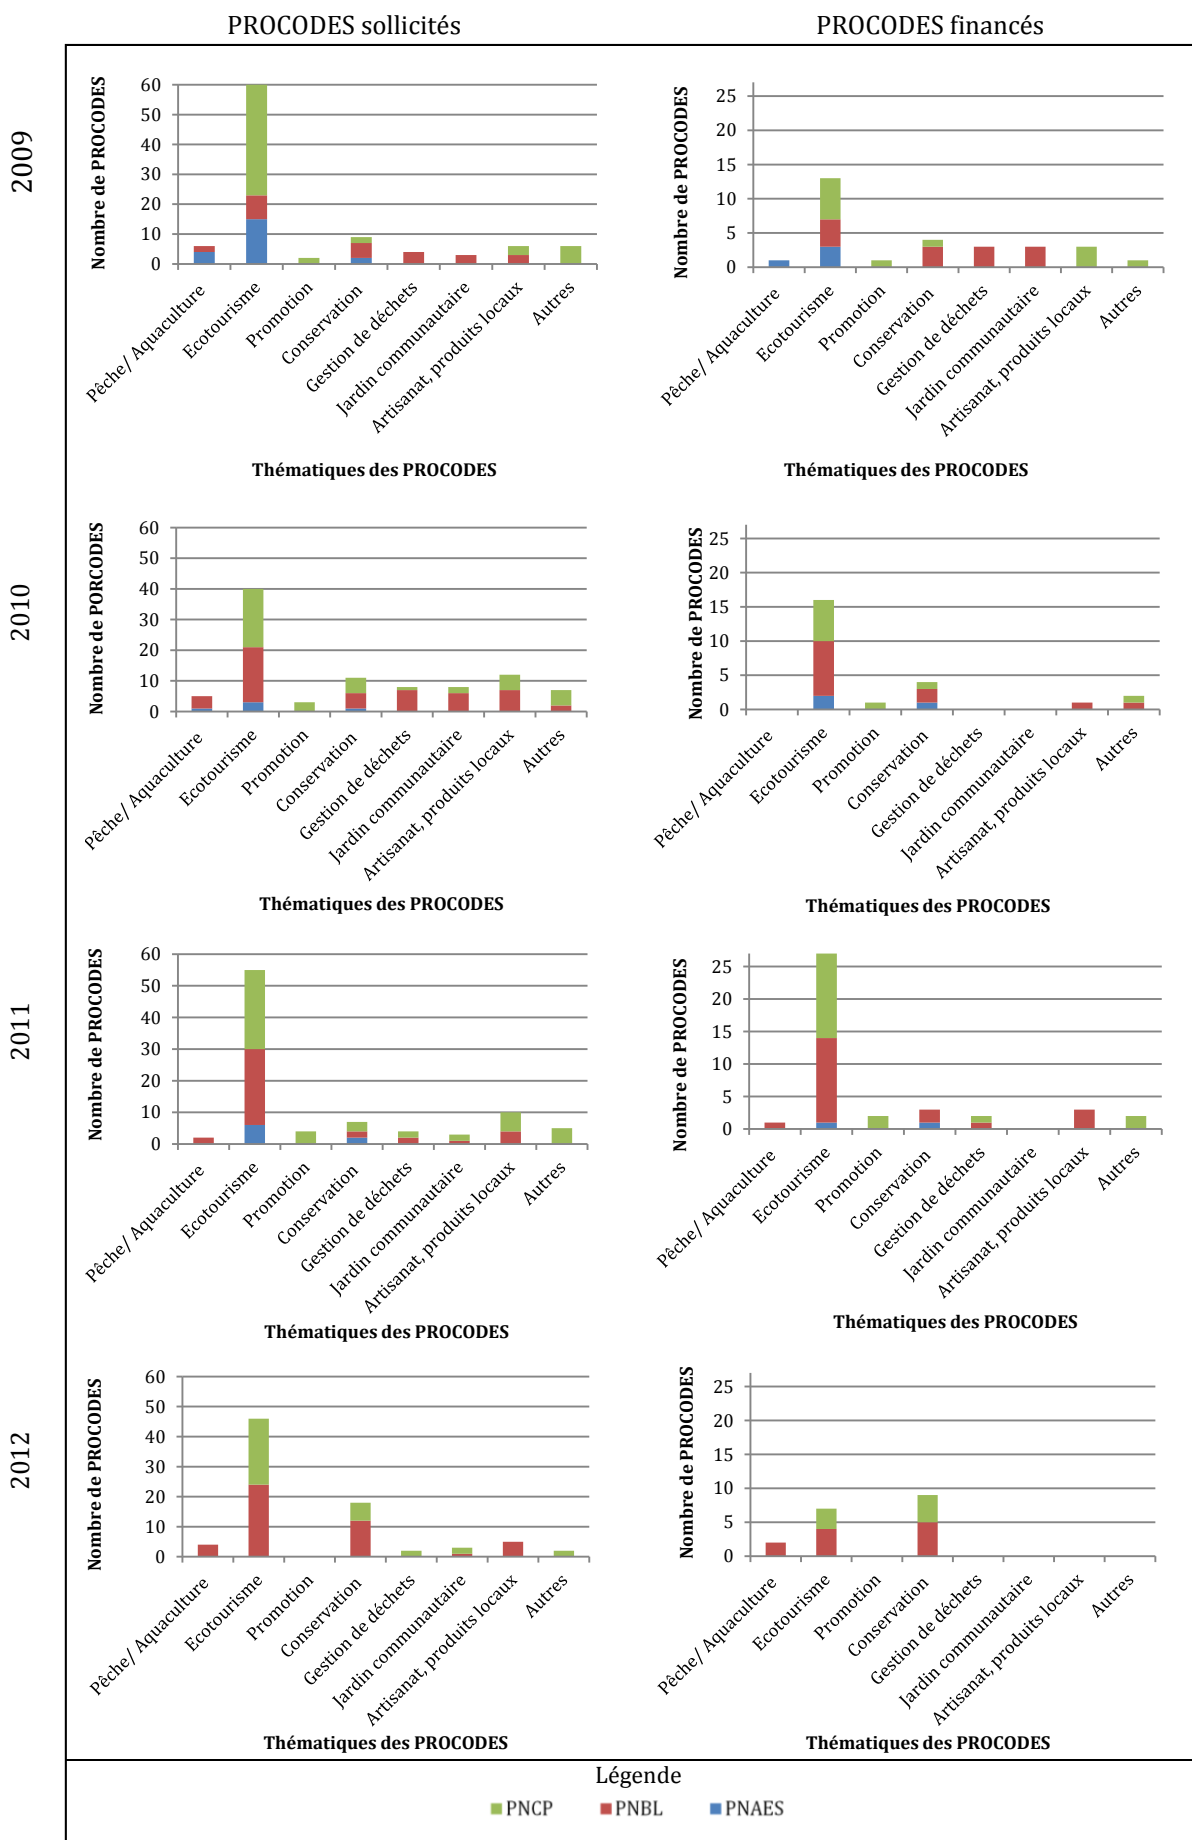 PROCODES sollicités
PROCODES financés
2009
Nombre de PROCODES
60
50
40
30
20
10
0
Pêche/ Aquaculture
Ecotourisme
Promotion
Conservation
Gestion de déchets
Jardin communautaire
Artisanat, produits locaux
Autres
Thématiques des PROCODES
Nombre de PROCODES
25
20
15
10
5
0
Pêche/ Aquaculture
Ecotourisme
Promotion
Conservation
Gestion de déchets
Jardin communautaire
Artisanat, produits locaux
Autres
Thématiques des PROCODES
2010
Nombre de PORCODES
60
50
40
30
20
10
0
Pêche/ Aquaculture
Ecotourisme
Promotion
Conservation
Gestion de déchets
Jardin communautaire
Artisanat, produits locaux
Autres
Thématiques des PROCODES
Nombre de PROCODES
25
20
15
10
5
0
Pêche/ Aquaculture
Ecotourisme
Promotion
Conservation
Gestion de déchets
Jardin communautaire
Artisanat, produits locaux
Autres
Thématiques des PROCODES
2011
Nombre de PROCODES
60
50
40
30
20
10
0
Pêche/ Aquaculture
Ecotourisme
Promotion
Conservation
Gestion de déchets
Jardin communautaire
Artisanat, produits locaux
Autres
Thématiques des PROCODES
Nombre de PROCODES
25
20
15
10
5
0
Pêche/ Aquaculture
Ecotourisme
Promotion
Conservation
Gestion de déchets
Jardin communautaire
Artisanat, produits locaux
Autres
Thématiques des PROCODES
2012
Nombre de PROCODES
60
50
40
30
20
10
0
Pêche/ Aquaculture
Ecotourisme
Promotion
Conservation
Gestion de déchets
Jardin communautaire
Artisanat, produits locaux
Autres
Thématiques des PROCODES
Nombre de PROCODES
25
20
15
10
5
0
Pêche/ Aquaculture
Ecotourisme
Promotion
Conservation
Gestion de déchets
Jardin communautaire
Artisanat, produits locaux
Autres
Thématiques des PROCODES
Légende
PNCP PNBL PNAES